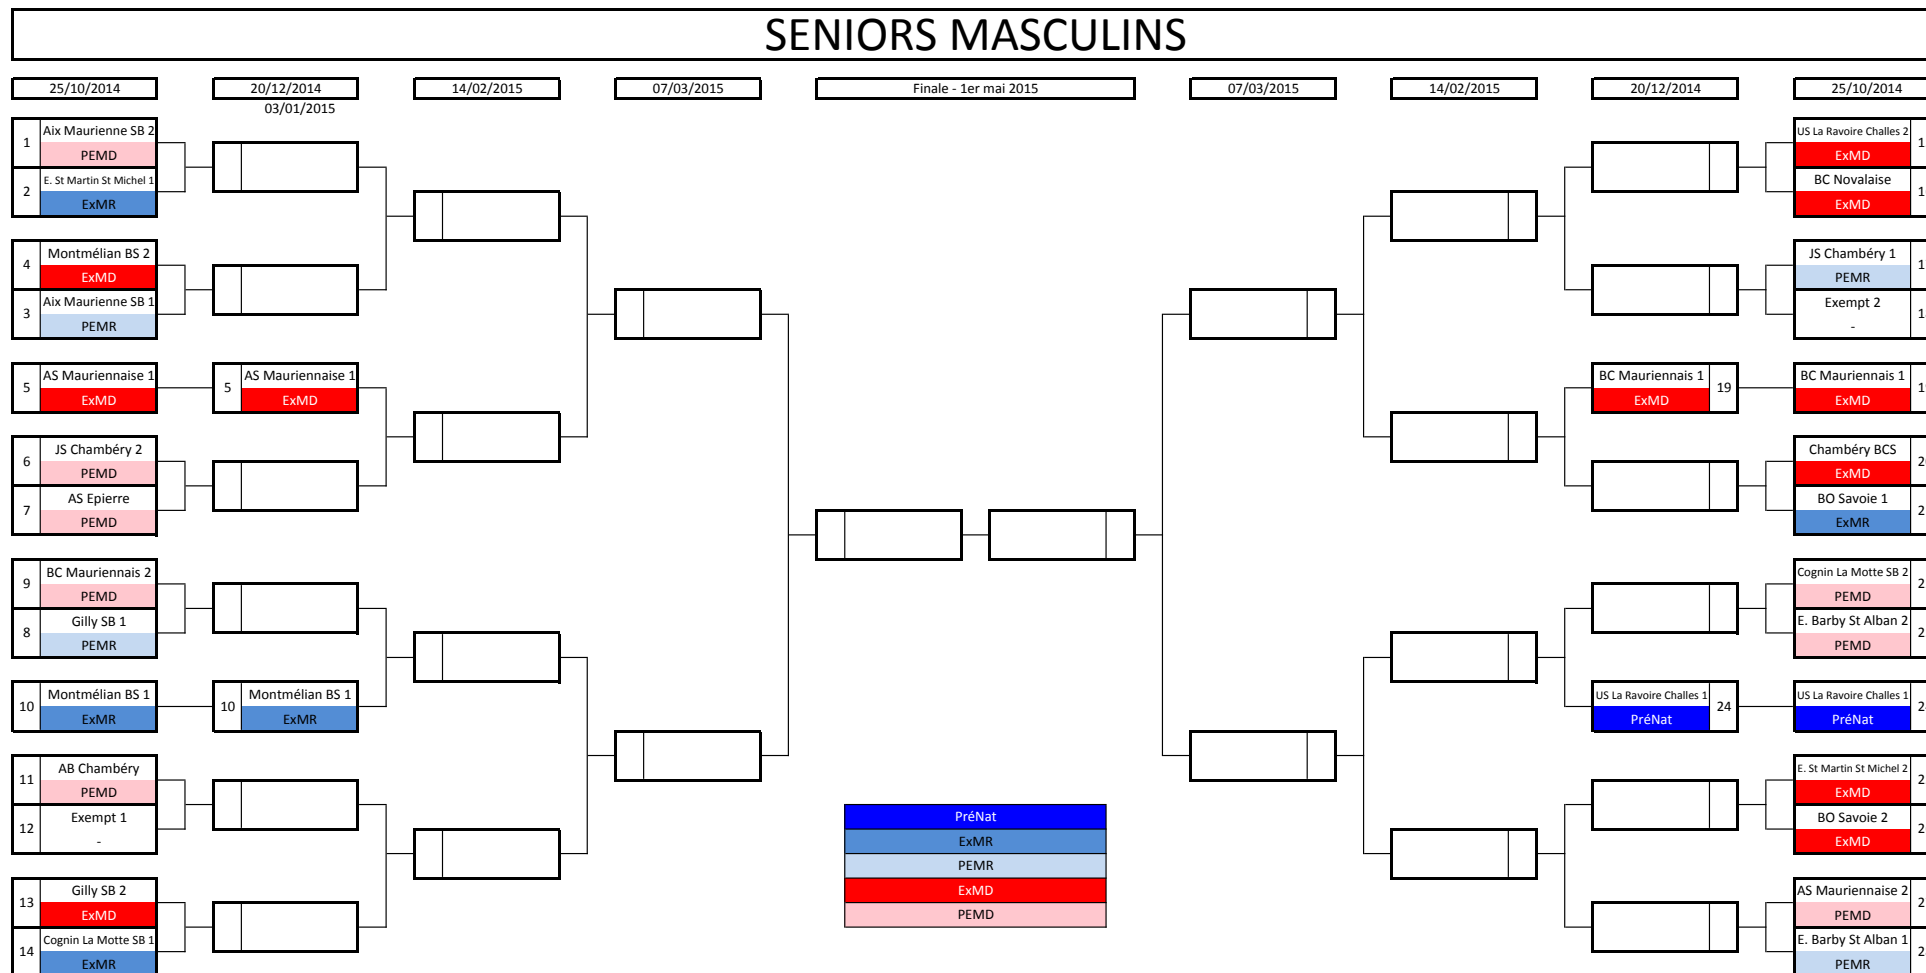 SENIORS MASCULINS
25/10/2014
20/12/2014
14/02/2015
07/03/2015
Finale - 1er mai 2015
07/03/2015
14/02/2015
20/12/2014
25/10/2014
03/01/2015
1
Aix Maurienne SB 2
PEMD
2
E. St Martin St Michel 1
ExMR
4
Montmélian BS 2
ExMD
3
Aix Maurienne SB 1
PEMR
5
AS Mauriennaise 1
ExMD
5
AS Mauriennaise 1
ExMD
6
JS Chambéry 2
PEMD
7
AS Epierre
PEMD
9
BC Mauriennais 2
PEMD
8
Gilly SB 1
PEMR
10
Montmélian BS 1
ExMR
10
Montmélian BS 1
ExMR
11
AB Chambéry
PEMD
12
Exempt 1
-
13
Gilly SB 2
ExMD
14
Cognin La Motte SB 1
ExMR
PréNat
ExMR
PEMR
ExMD
PEMD
US La Ravoire Challes 2
ExMD
BC Novalaise
ExMD
JS Chambéry 1
PEMR
Exempt 2
-
BC Mauriennais 1
ExMD
19
BC Mauriennais 1
ExMD
Chambéry BCS
ExMD
BO Savoie 1
ExMR
Cognin La Motte SB 2
PEMD
E. Barby St Alban 2
PEMD
US La Ravoire Challes 1
PréNat
24
US La Ravoire Challes 1
PréNat
E. St Martin St Michel 2
ExMD
BO Savoie 2
ExMD
AS Mauriennaise 2
PEMD
E. Barby St Alban 1
PEMR